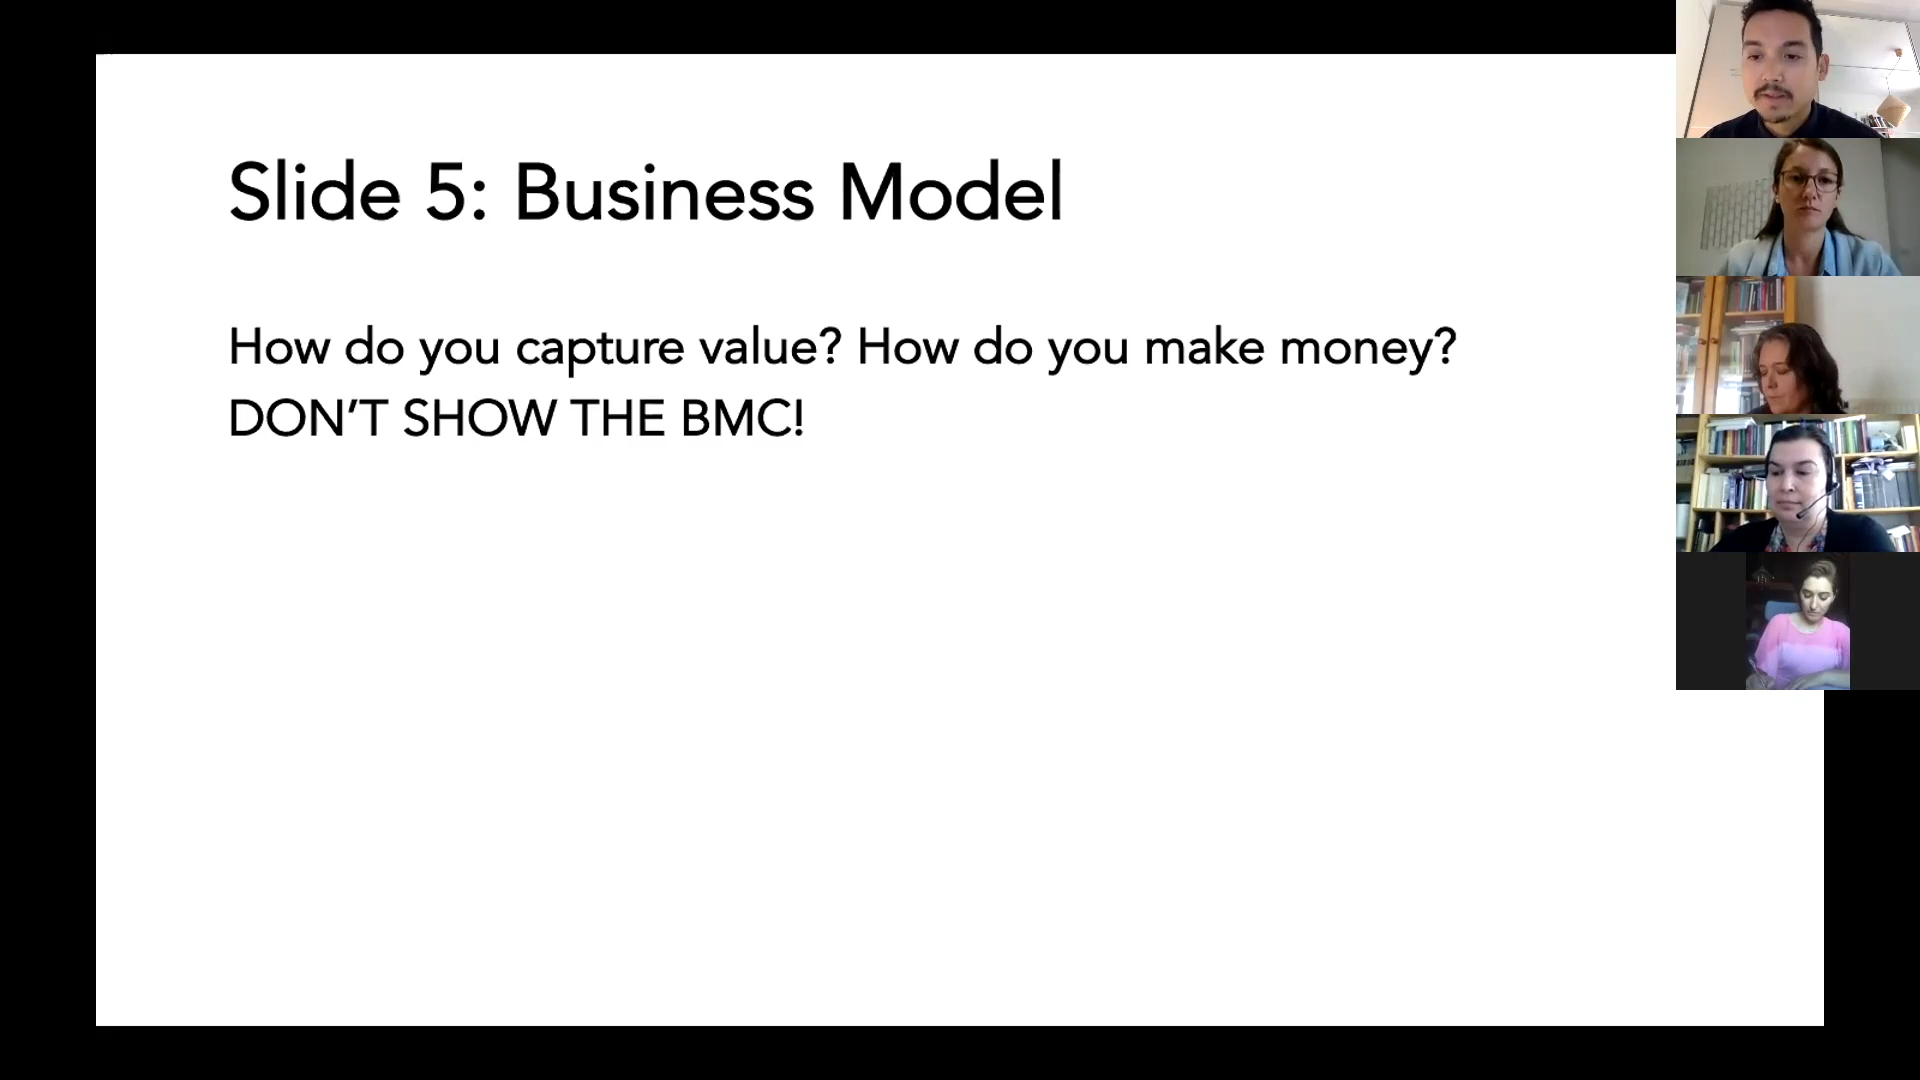 Slide 5: Business Model
How do you capture value? How do you make money?
DON’T SHOW THE BMC!